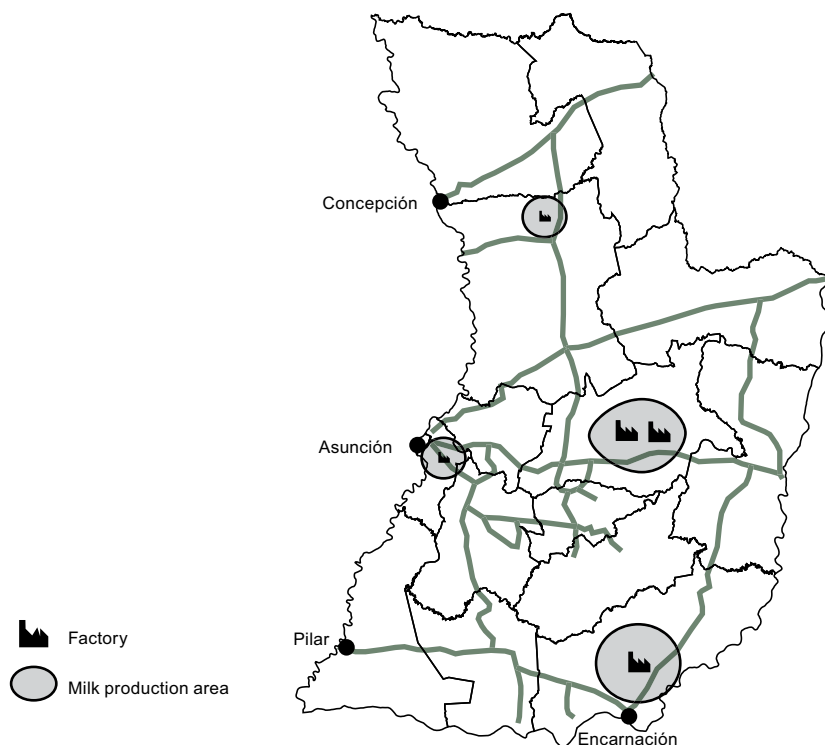 Concepción
Asunción
Pilar
Factory
Milk production area
Encarnación